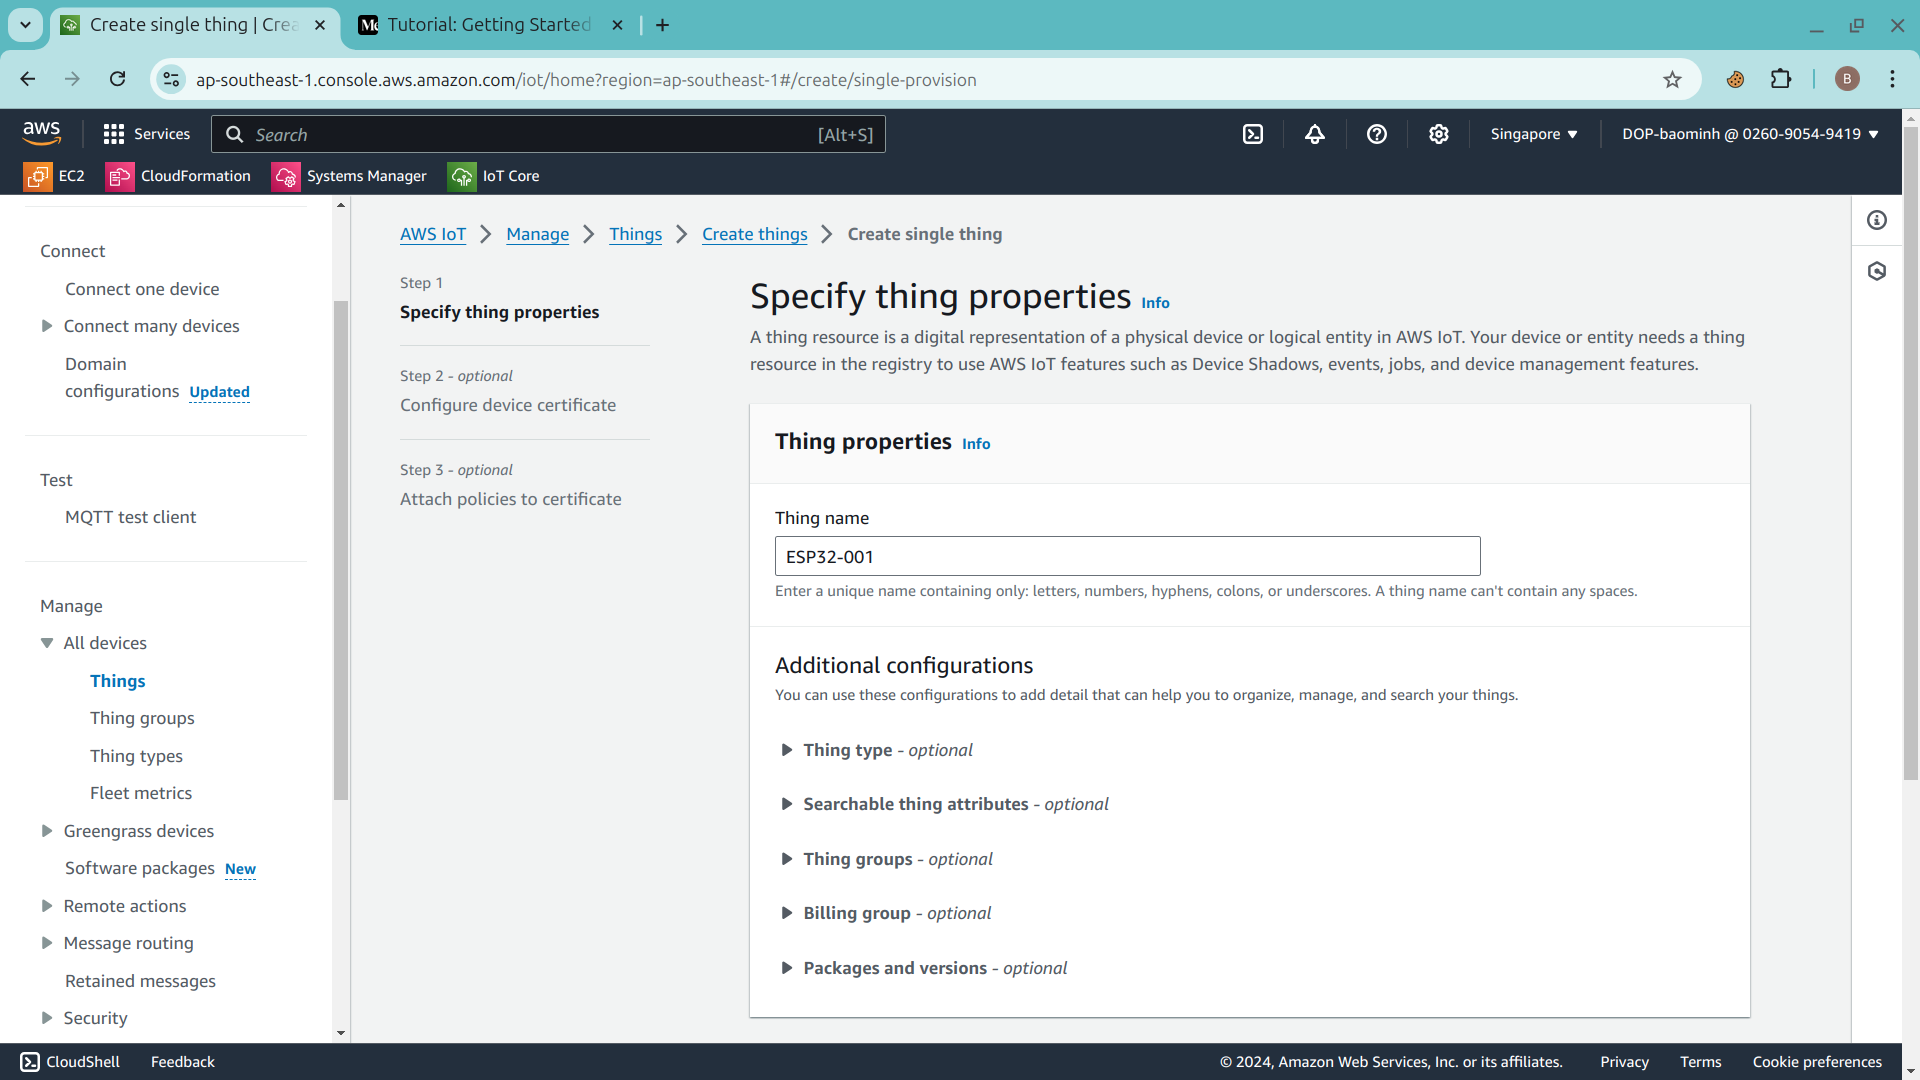 Create single thing | Crea
Tutorial: Getting Started
ap-southeast-1.console.aws.amazon.com/iot/home?region=ap-southeast-1#/create/single-provision
B
aws
Services
Search
[Alt+S]
Singapore
DOP-baominh @ 0260-9054-9419
EC2
CloudFormation
Systems Manager
IoT Core
Connect
Connect one device
Connect many devices
Domain
configurations Updated
Test
MQTT test client
Manage
All devices
Things
Thing groups
Thing types
Fleet metrics
Greengrass devices
Software packages New
Remote actions
Message routing
Retained messages
Security
AWS IoT
Manage
Things
Create things
Create single thing
Step 1
Specify thing properties
Step 2 - optional
Configure device certificate
Step 3 - optional
Attach policies to certificate
Specify thing properties Info
A thing resource is a digital representation of a physical device or logical entity in AWS IoT. Your device or entity needs a thing
resource in the registry to use AWS IoT features such as Device Shadows, events, jobs, and device management features.
Thing properties Info
Thing name
ESP32-001
Enter a unique name containing only: letters, numbers, hyphens, colons, or underscores. A thing name can't contain any spaces.
Additional configurations
You can use these configurations to add detail that can help you to organize, manage, and search your things.
Thing type - optional
Searchable thing attributes - optional
Thing groups - optional
Billing group - optional
Packages and versions - optional
CloudShell
Feedback
© 2024, Amazon Web Services, Inc. or its affiliates.
Privacy
Terms
Cookie preferences